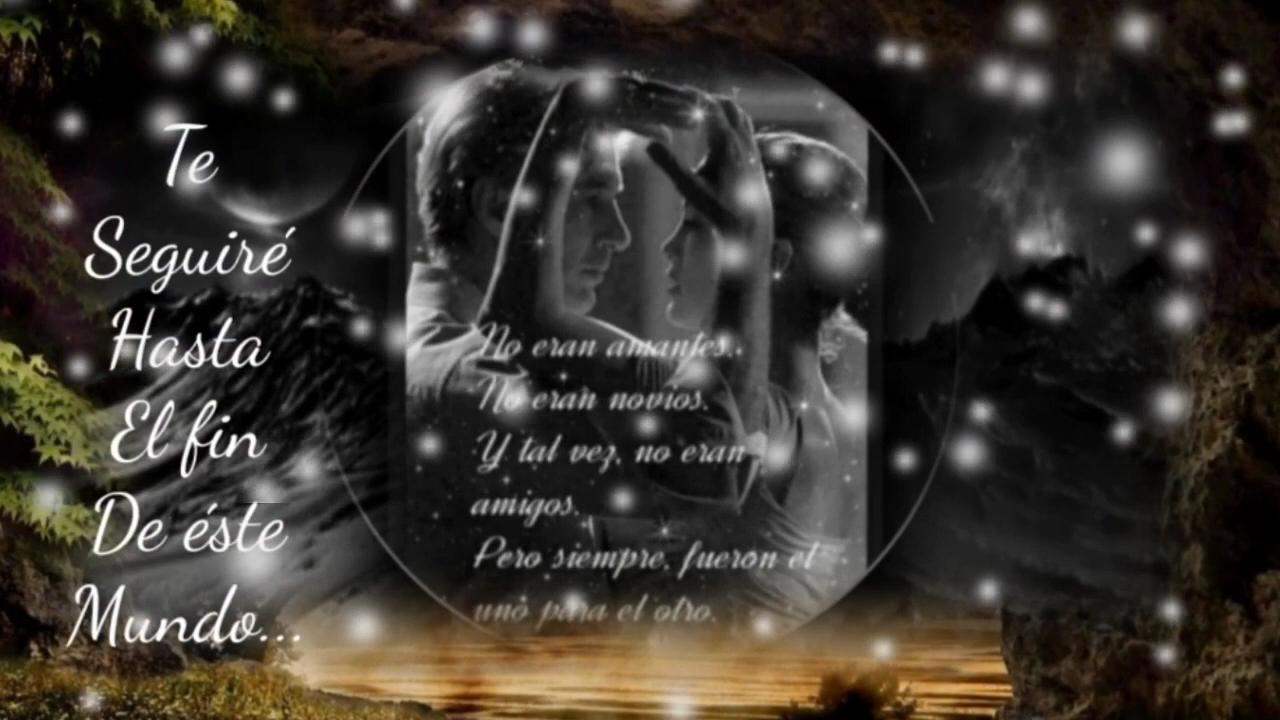 Te
Seguiré
Hasta
El fin
De éste
Mundo...
No eran amantes..
No eran novios.
Y tal vez, no eran
amigos.
Pero siempre, fueron el
uno para el otro.